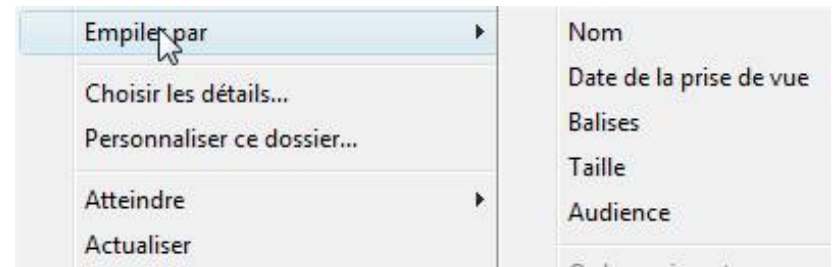 Empiler par
Choisir les détails...
Personnaliser ce dossier...
Atteindre
Actualiser
Nom
Date de la prise de vue
Balises
Taille
Audience